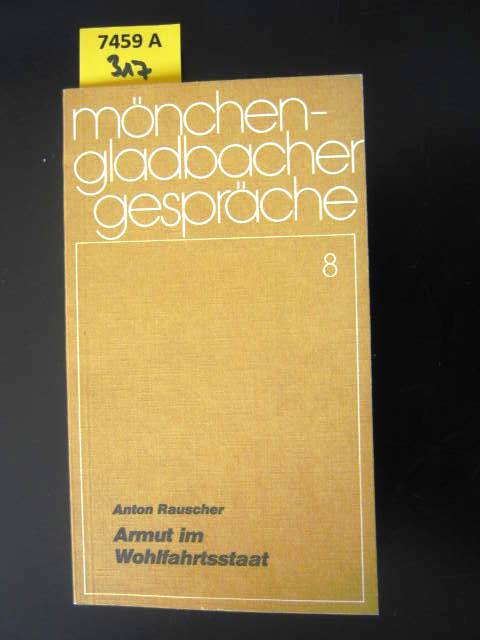 7459 A
317
mönchen-
gladbacher
gespräche
8
Anton Rauscher
Armut im
Wohlfahrtsstaat